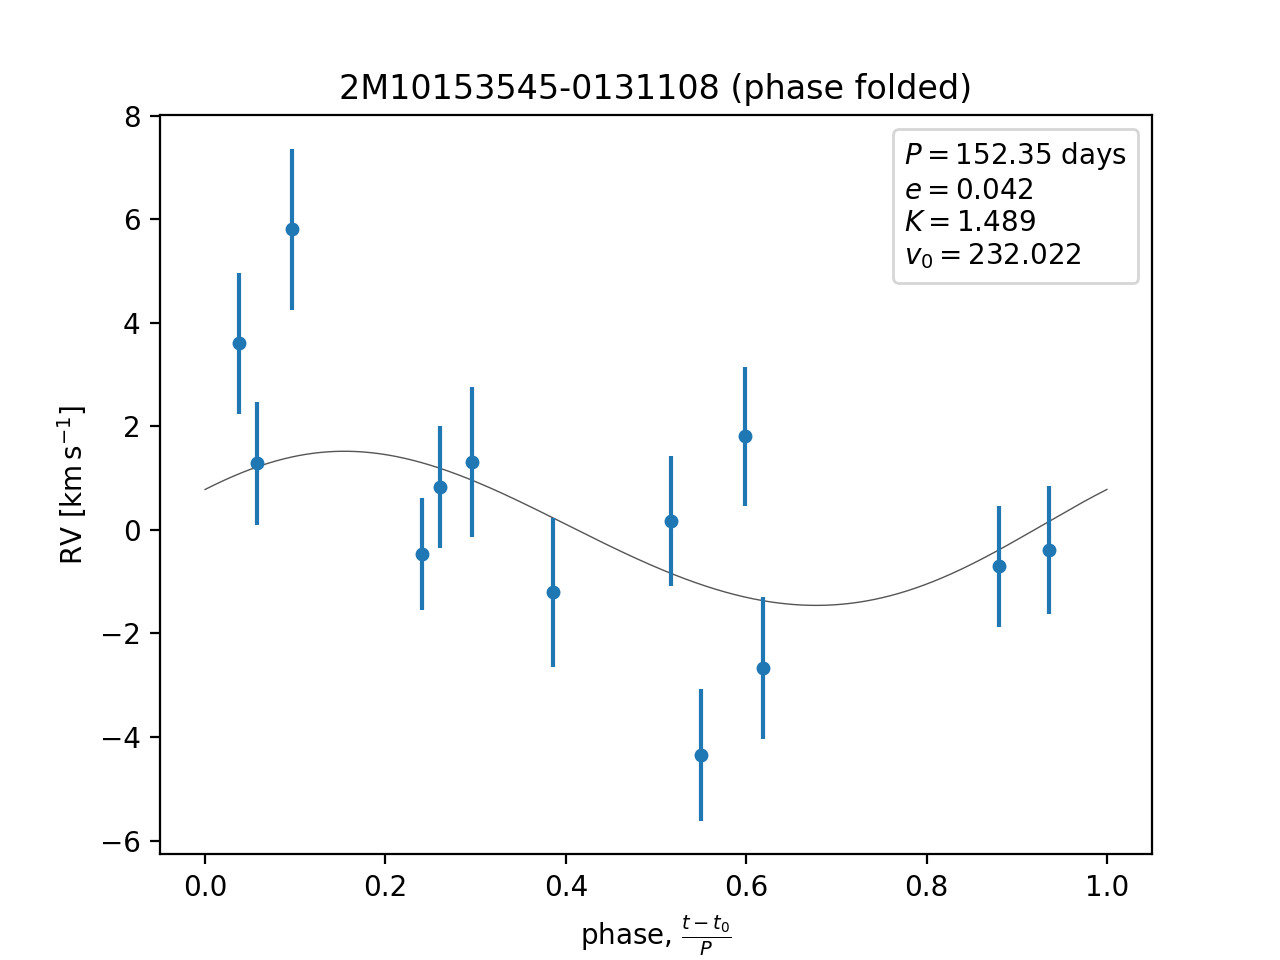 2M10153545-0131108 (phase folded)
P = 152.35 days
e = 0.042
K = 1.489
v₀ = 232.022
8
6
4
2
0
−2
−4
−6
RV [km s⁻¹]
0.0 0.2 0.4 0.6 0.8 1.0
phase, (t − t₀)/P